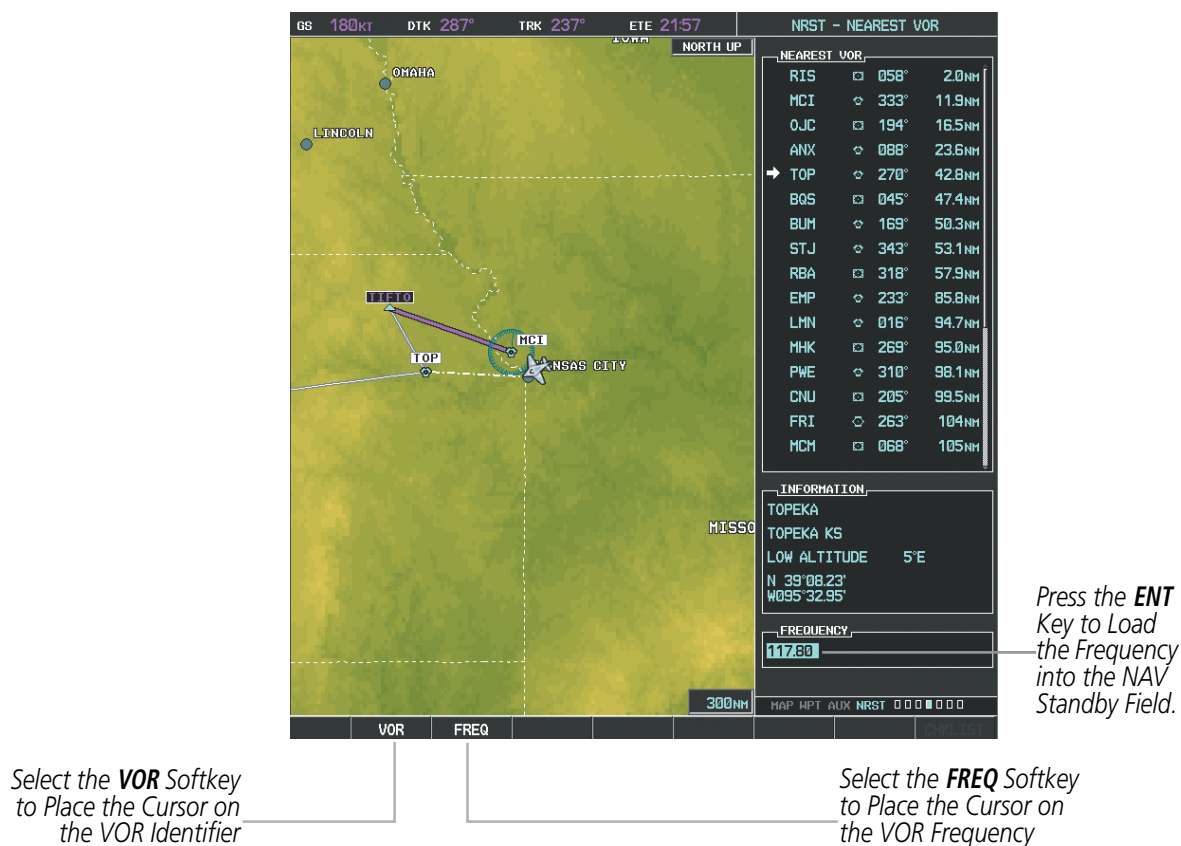 GS 180KT DTK 287° TRK 237° ETE 21:57 NRST - NEAREST VOR
NORTH UP
OMAHA
LINCOLN
TIFTO
MCI
TOP
MISSO
300NM
NEAREST VOR
RIS 058° 2.0NM
MCI 333° 11.9NM
OJC 194° 16.5NM
ANX 088° 23.6NM
TOP 270° 42.8NM
BQS 045° 47.4NM
BUM 169° 50.3NM
STJ 343° 53.1NM
RBA 318° 57.9NM
EMP 233° 85.8NM
LMN 016° 94.7NM
MHK 269° 95.0NM
PWE 310° 98.1NM
CNU 205° 99.5NM
FRI 263° 104NM
MCM 068° 105NM
INFORMATION
TOPEKA
TOPEKA KS
LOW ALTITUDE 5°E
N 39°08.23'
W095°32.95'
FREQUENCY
117.80
MAP WPT AUX NRST
VOR FREQ CHKLIST
Press the ENT
Key to Load
the Frequency
into the NAV
Standby Field.
Select the VOR Softkey
to Place the Cursor on
the VOR Identifier
Select the FREQ Softkey
to Place the Cursor on
the VOR Frequency